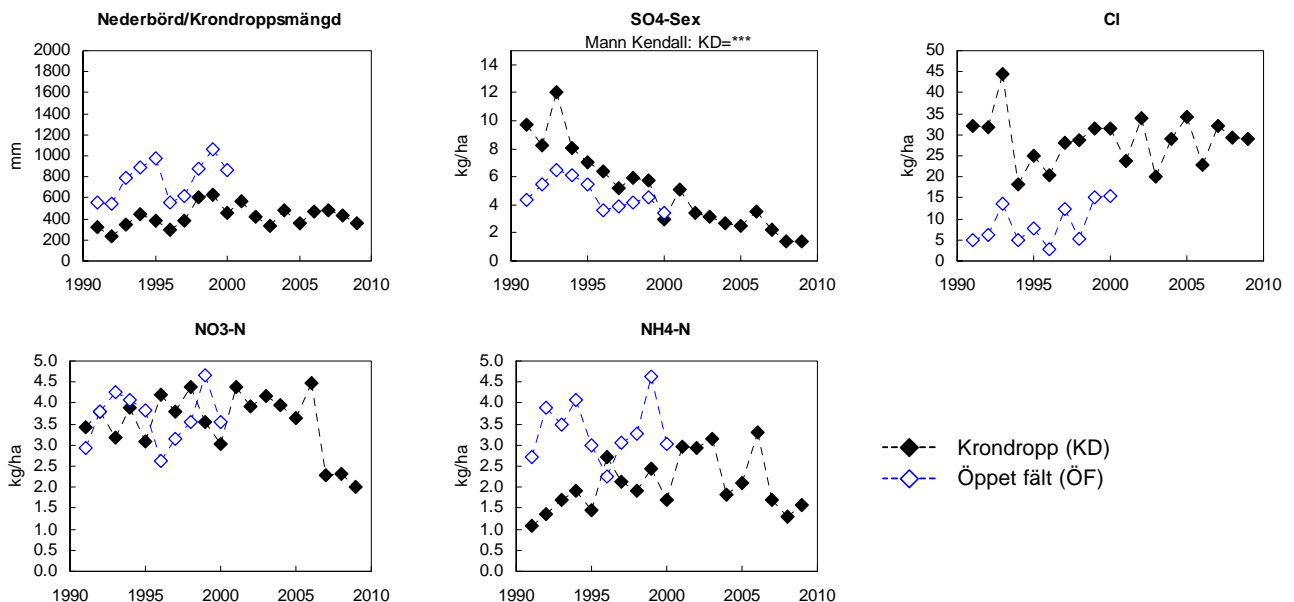 Nederbörd/Krondroppsmängd
2000
1800
1600
1400
1200
1000
800
600
400
200
0
mm
1990 1995 2000 2005 2010
SO4-Sex
Mann Kendall: KD=***
14
12
10
8
6
4
2
0
kg/ha
1990 1995 2000 2005 2010
Cl
50
45
40
35
30
25
20
15
10
5
0
kg/ha
1990 1995 2000 2005 2010
NO3-N
5.0
4.5
4.0
3.5
3.0
2.5
2.0
1.5
1.0
0.5
0.0
kg/ha
1990 1995 2000 2005 2010
NH4-N
5.0
4.5
4.0
3.5
3.0
2.5
2.0
1.5
1.0
0.5
0.0
kg/ha
1990 1995 2000 2005 2010
Krondropp (KD)
Öppet fält (ÖF)